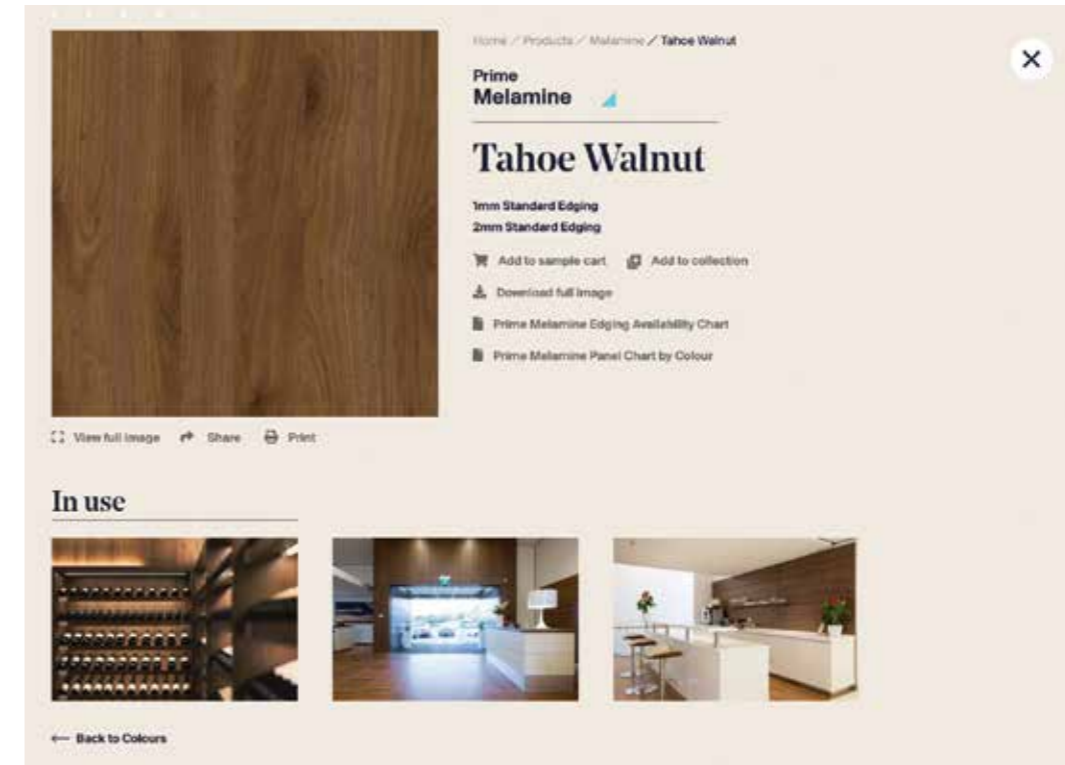 Home / Products / Melamine / Tahoe Walnut
Prime
Melamine
Tahoe Walnut
1mm Standard Edging
2mm Standard Edging
Add to sample cart Add to collection
Download full image
Prime Melamine Edging Availability Chart
Prime Melamine Panel Chart by Colour
View full image Share Print
In use
← Back to Colours